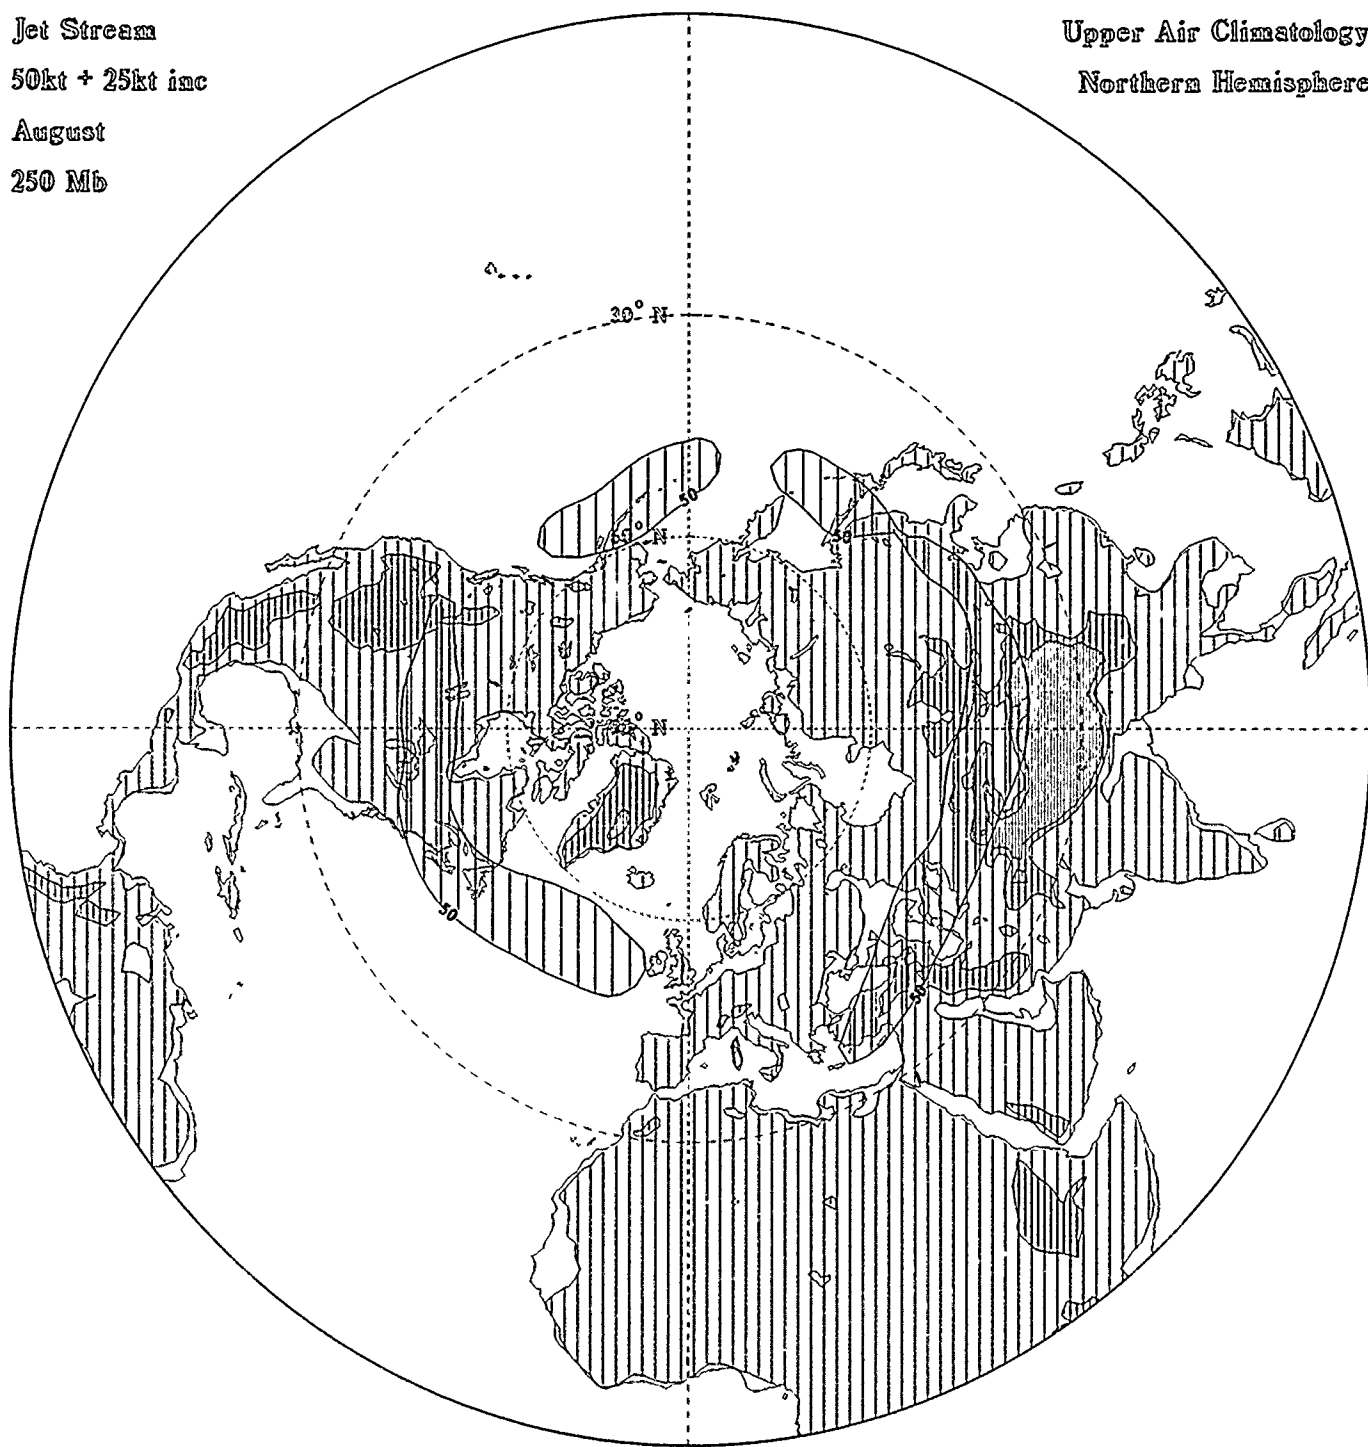 Jet Stream
50kt + 25kt inc
August
250 Mb
Upper Air Climatology
Northern Hemisphere
30° N
50
50
° N
° N
50
50